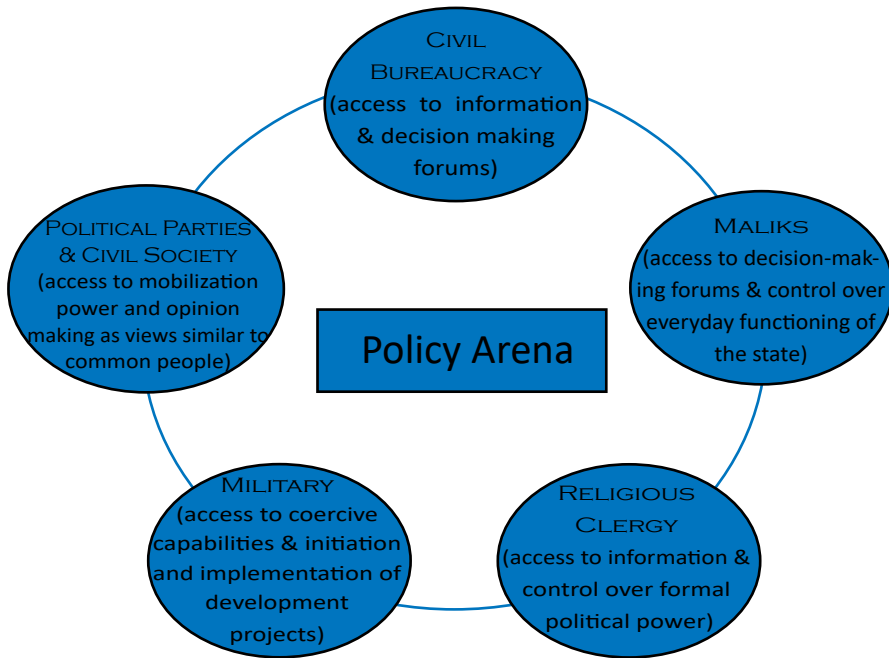 CIVIL
BUREAUCRACY
(access to information
& decision making
forums)
MALIKS
(access to decision-mak-
ing forums & control over
everyday functioning of
the state)
RELIGIOUS
CLERGY
(access to information &
control over formal
political power)
MILITARY
(access to coercive
capabilities & initiation
and implementation of
development
projects)
POLITICAL PARTIES
& CIVIL SOCIETY
(access to mobilization
power and opinion
making as views similar to
common people)
Policy Arena